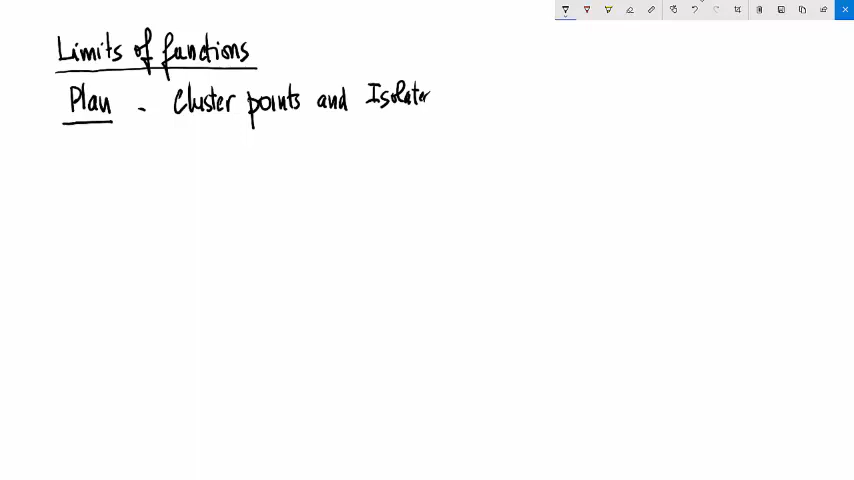 Limits of functions
Plan - Cluster points and Isolate